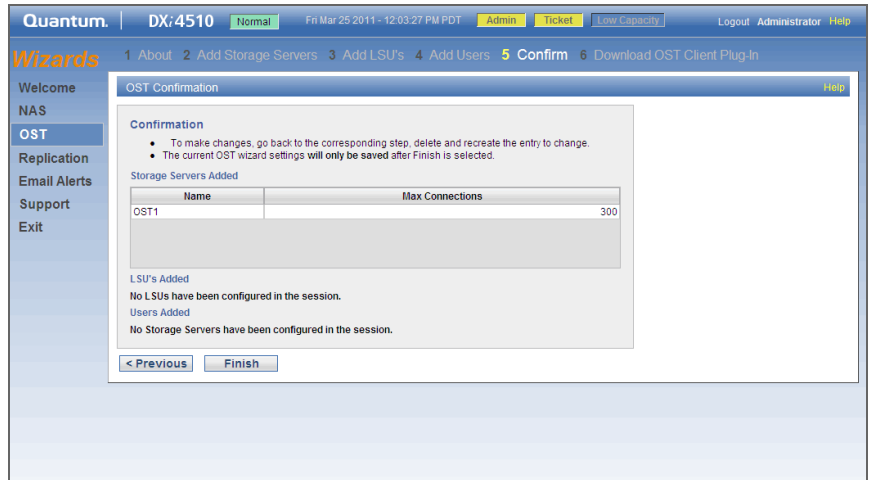 Quantum. DXi4510 Normal Fri Mar 25 2011 - 12:03:27 PM PDT Admin Ticket Low Capacity Logout Administrator Help
Wizards 1 About 2 Add Storage Servers 3 Add LSU's 4 Add Users 5 Confirm 6 Download OST Client Plug-In
Welcome
NAS
OST
Replication
Email Alerts
Support
Exit
OST Confirmation Help
Confirmation
• To make changes, go back to the corresponding step, delete and recreate the entry to change.
• The current OST wizard settings will only be saved after Finish is selected.
Storage Servers Added
Name Max Connections
OST1 300
LSU's Added
No LSUs have been configured in the session.
Users Added
No Storage Servers have been configured in the session.
< Previous Finish